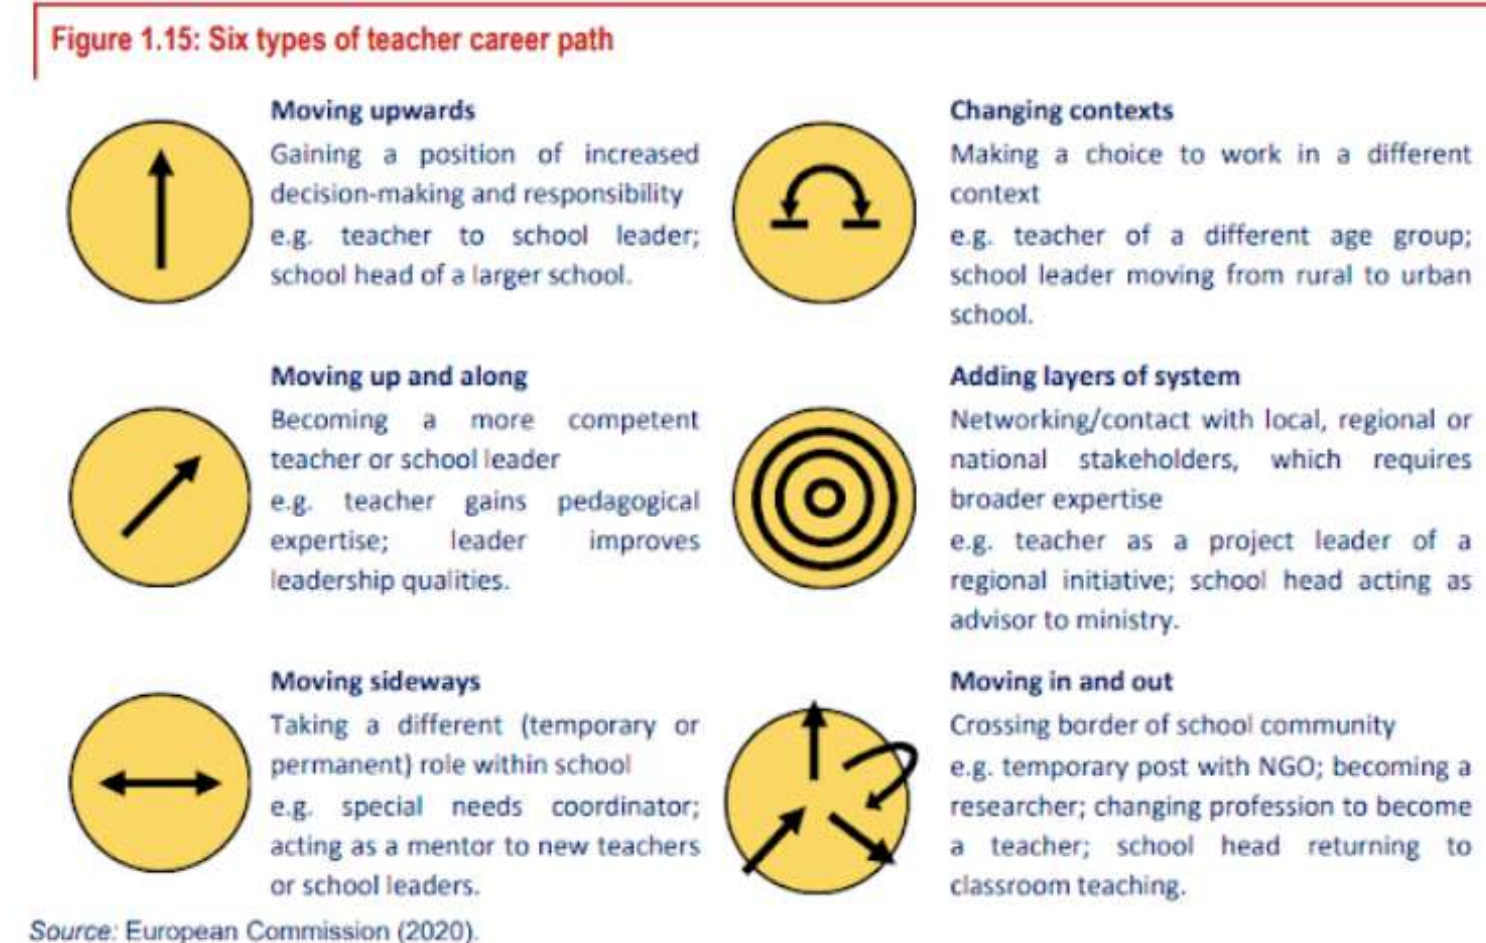 Figure 1.15: Six types of teacher career path
Moving upwards
Gaining a position of increased
decision-making and responsibility
e.g. teacher to school leader;
school head of a larger school.
Changing contexts
Making a choice to work in a different
context
e.g. teacher of a different age group;
school leader moving from rural to urban
school.
Moving up and along
Becoming a more competent
teacher or school leader
e.g. teacher gains pedagogical
expertise; leader improves
leadership qualities.
Adding layers of system
Networking/contact with local, regional or
national stakeholders, which requires
broader expertise
e.g. teacher as a project leader of a
regional initiative; school head acting as
advisor to ministry.
Moving sideways
Taking a different (temporary or
permanent) role within school
e.g. special needs coordinator;
acting as a mentor to new teachers
or school leaders.
Moving in and out
Crossing border of school community
e.g. temporary post with NGO; becoming a
researcher; changing profession to become
a teacher; school head returning to
classroom teaching.
Source: European Commission (2020).